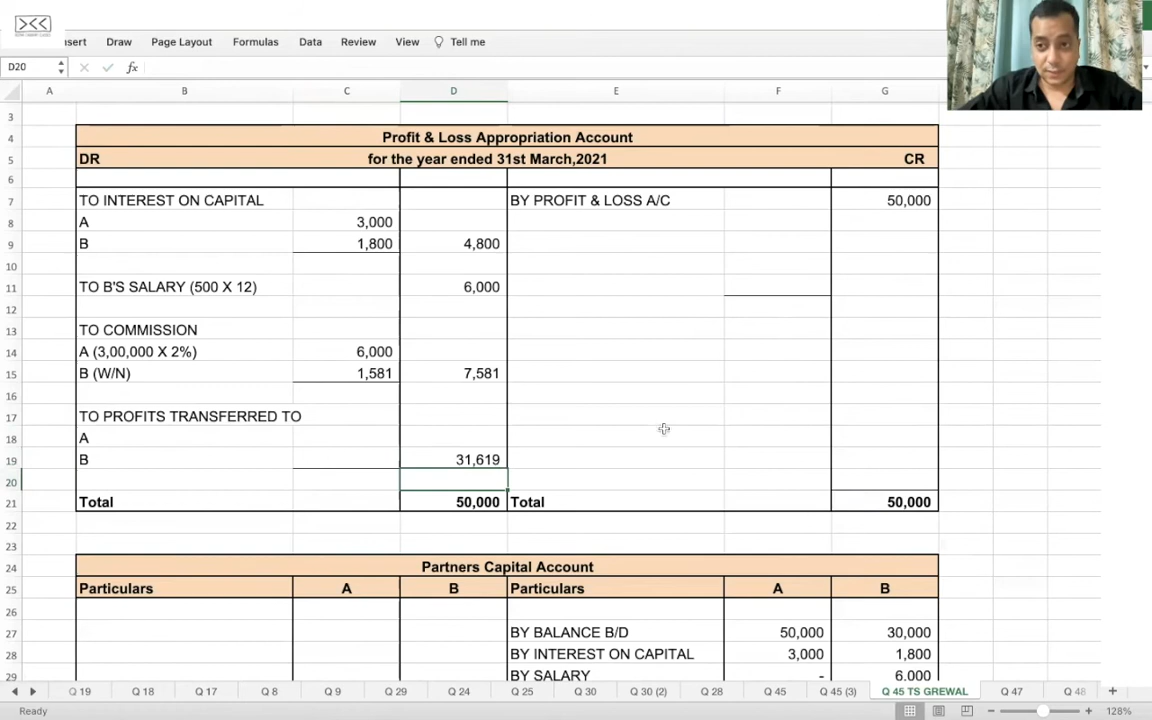 Insert Draw Page Layout Formulas Data Review View Tell me
D20 fx
A B C D E F G
3
4 Profit & Loss Appropriation Account
5 DR for the year ended 31st March,2021 CR
6
7 TO INTEREST ON CAPITAL BY PROFIT & LOSS A/C 50,000
8 A 3,000
9 B 1,800 4,800
10
11 TO B'S SALARY (500 X 12) 6,000
12
13 TO COMMISSION
14 A (3,00,000 X 2%) 6,000
15 B (W/N) 1,581 7,581
16
17 TO PROFITS TRANSFERRED TO
18 A
19 B 31,619
20
21 Total 50,000 Total 50,000
22
23
24 Partners Capital Account
25 Particulars A B Particulars A B
26
27 BY BALANCE B/D 50,000 30,000
28 BY INTEREST ON CAPITAL 3,000 1,800
29 BY SALARY - 6,000
Q 19 Q 18 Q 17 Q 8 Q 9 Q 29 Q 24 Q 25 Q 30 Q 30 (2) Q 28 Q 45 Q 45 (3) Q 45 TS GREWAL Q 47 Q 48
Ready 128%